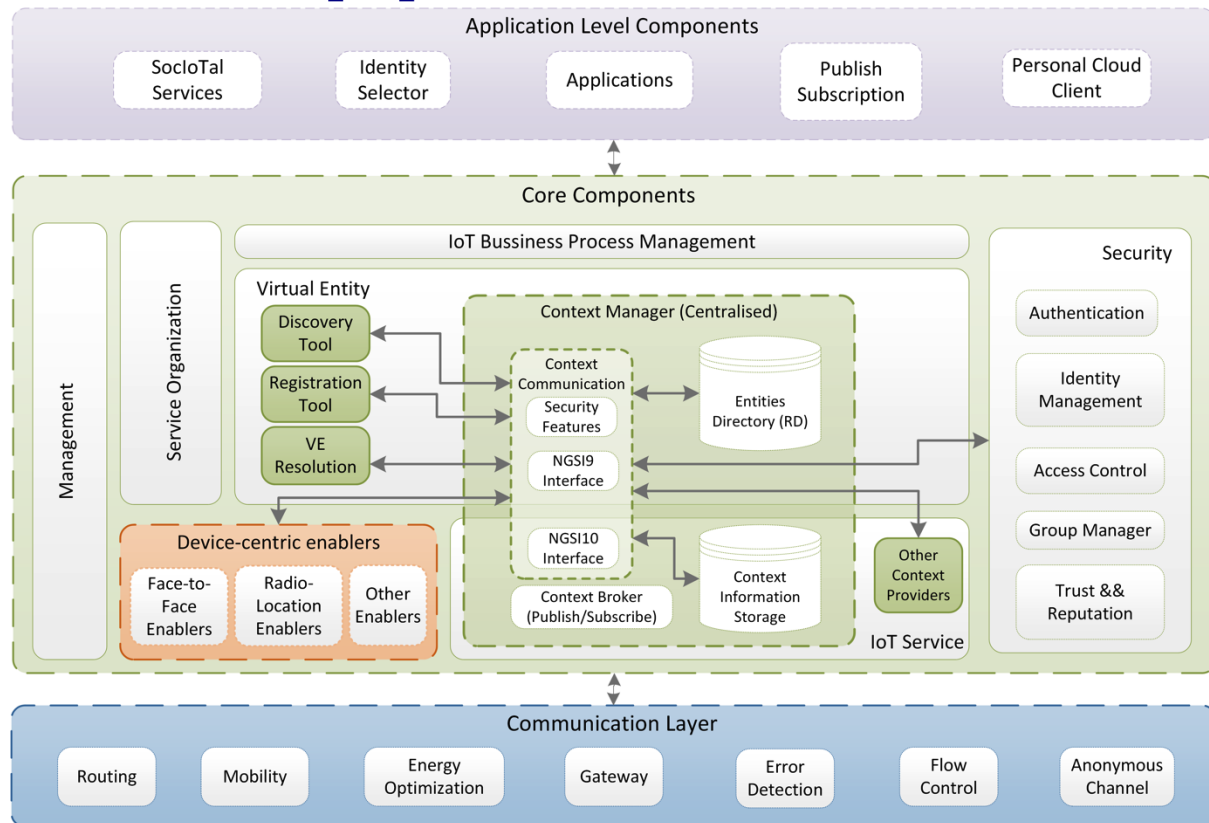 Application Level Components
SocIoTal
Services
Identity
Selector
Applications
Publish
Subscription
Personal Cloud
Client
Core Components
Management
Service Organization
IoT Bussiness Process Management
Virtual Entity
Discovery
Tool
Registration
Tool
VE
Resolution
Context Manager (Centralised)
Context
Communication
Security
Features
NGSI9
Interface
NGSI10
Interface
Entities
Directory (RD)
Context Broker
(Publish/Subscribe)
Context
Information
Storage
Other
Context
Providers
IoT Service
Device-centric enablers
Face-to-
Face
Enablers
Radio-
Location
Enablers
Other
Enablers
Security
Authentication
Identity
Management
Access Control
Group Manager
Trust &&
Reputation
Communication Layer
Routing
Mobility
Energy
Optimization
Gateway
Error
Detection
Flow
Control
Anonymous
Channel